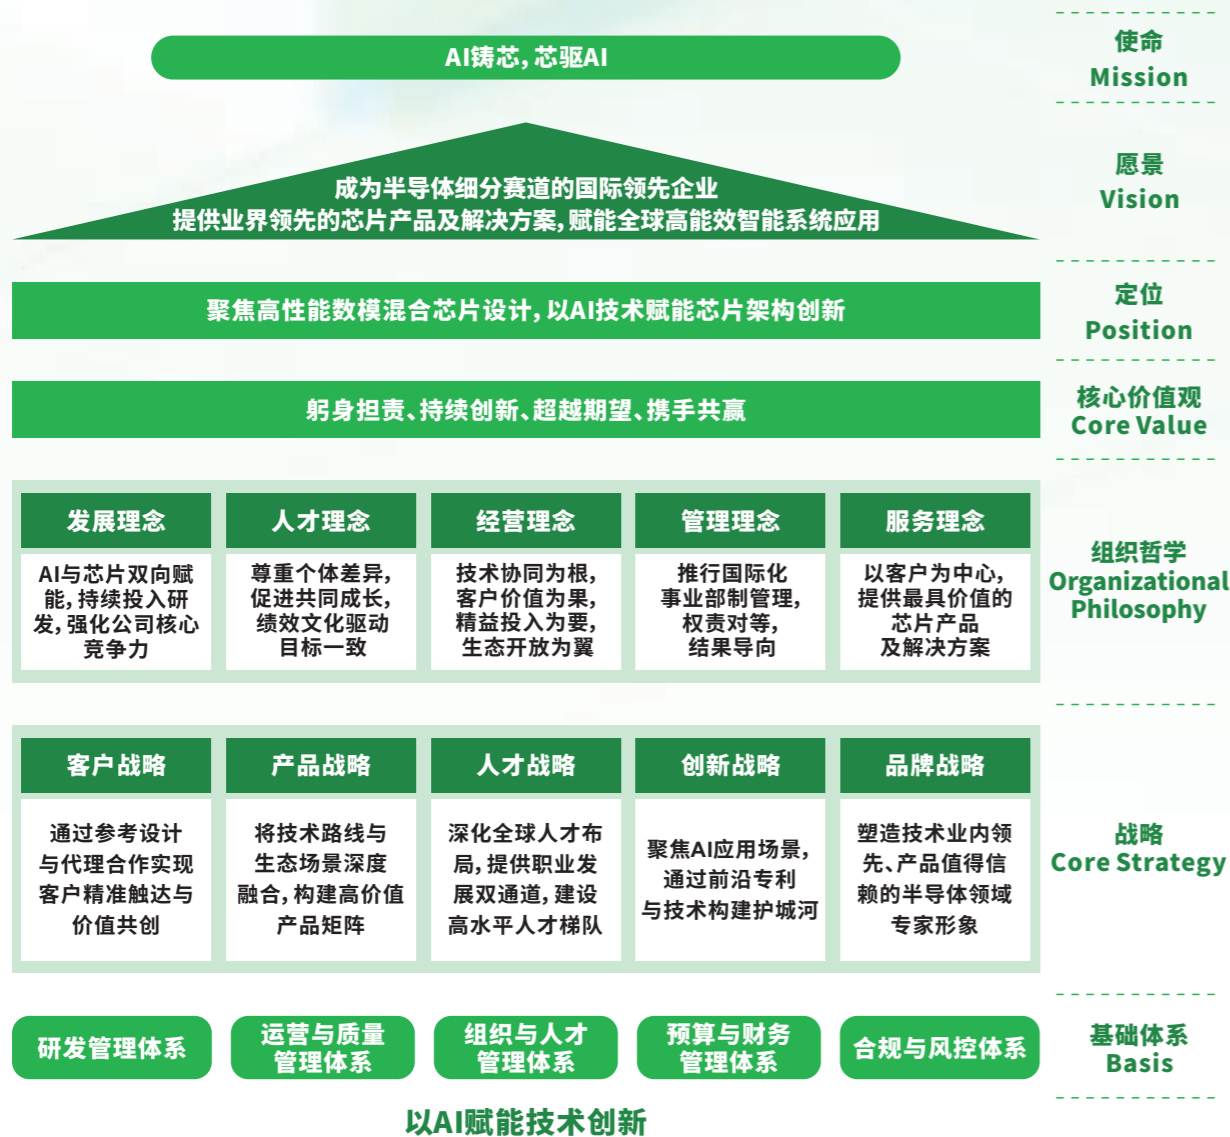 AI铸芯，芯驱AI
使命
Mission
成为半导体细分赛道的国际领先企业
提供业界领先的芯片产品及解决方案，赋能全球高能效智能系统应用
愿景
Vision
聚焦高性能数模混合芯片设计，以AI技术赋能芯片架构创新
定位
Position
躬身担责、持续创新、超越期望、携手共赢
核心价值观
Core Value
发展理念
AI与芯片双向赋
能，持续投入研
发，强化公司核心
竞争力
人才理念
尊重个体差异，
促进共同成长，
绩效文化驱动
目标一致
经营理念
技术协同为根，
客户价值为果，
精益投入为要，
生态开放为翼
管理理念
推行国际化
事业部制管理，
权责对等，
结果导向
服务理念
以客户为中心，
提供最具价值的
芯片产品
及解决方案
组织哲学
Organizational
Philosophy
客户战略
通过参考设计
与代理合作实现
客户精准触达与
价值共创
产品战略
将技术路线与
生态场景深度
融合，构建高价值
产品矩阵
人才战略
深化全球人才布
局，提供职业发
展双通道，建设
高水平人才梯队
创新战略
聚焦AI应用场景，
通过前沿专利
与技术构建护城河
品牌战略
塑造技术业内领
先、产品值得信
赖的半导体领域
专家形象
战略
Core Strategy
研发管理体系
运营与质量
管理体系
组织与人才
管理体系
预算与财务
管理体系
合规与风控体系
基础体系
Basis
以AI赋能技术创新